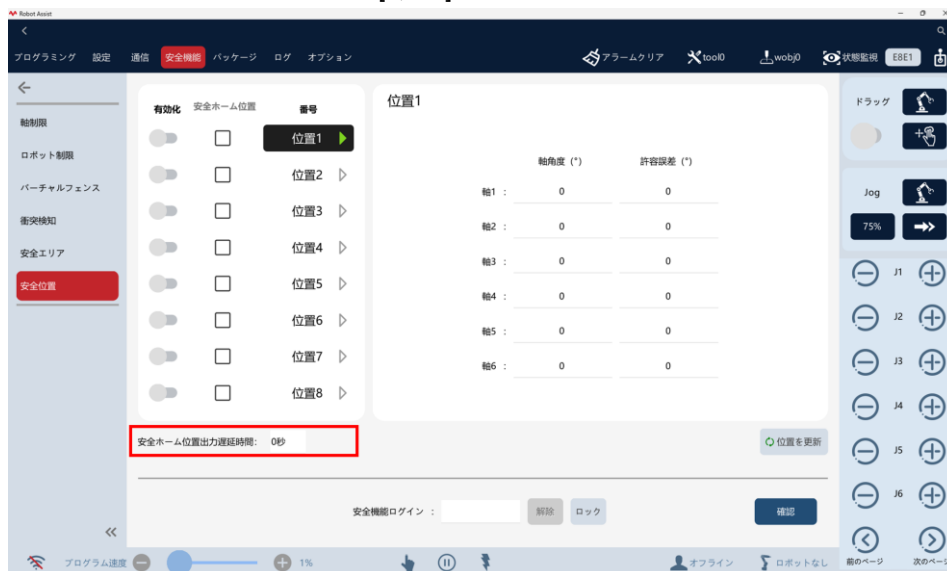 Robot Assist
プログラミング 設定 通信 安全機能 パッケージ ログ オプション アラームクリア tool0 wobj0 状態監視 E8E1
軸制限
ロボット制限
バーチャルフェンス
衝突検知
安全エリア
安全位置
有効化 安全ホーム位置 番号
位置1
位置2
位置3
位置4
位置5
位置6
位置7
位置8
位置1
軸角度 (°) 許容誤差 (°)
軸1 : 0 0
軸2 : 0 0
軸3 : 0 0
軸4 : 0 0
軸5 : 0 0
軸6 : 0 0
安全ホーム位置出力遅延時間: 0秒
位置を更新
安全機能ログイン : 解除 ロック 確認
ドラッグ
Jog
75%
J1
J2
J3
J4
J5
J6
前のページ 次のページ
プログラム速度 1% オフライン ロボットなし